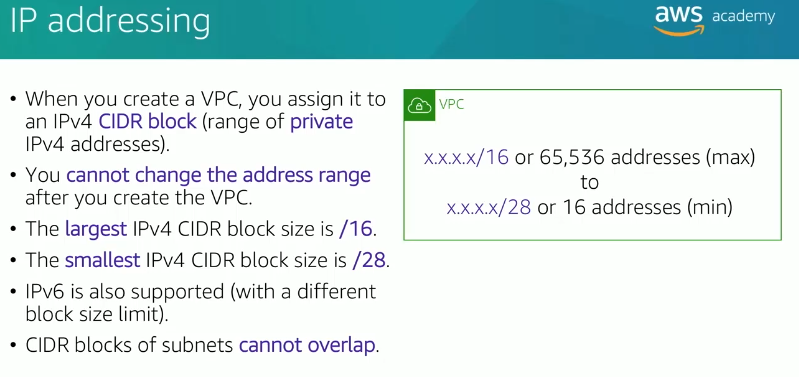 IP addressing
aws academy
• When you create a VPC, you assign it to
an IPv4 CIDR block (range of private
IPv4 addresses).
• You cannot change the address range
after you create the VPC.
• The largest IPv4 CIDR block size is /16.
• The smallest IPv4 CIDR block size is /28.
• IPv6 is also supported (with a different
block size limit).
• CIDR blocks of subnets cannot overlap.
VPC
x.x.x.x/16 or 65,536 addresses (max)
to
x.x.x.x/28 or 16 addresses (min)